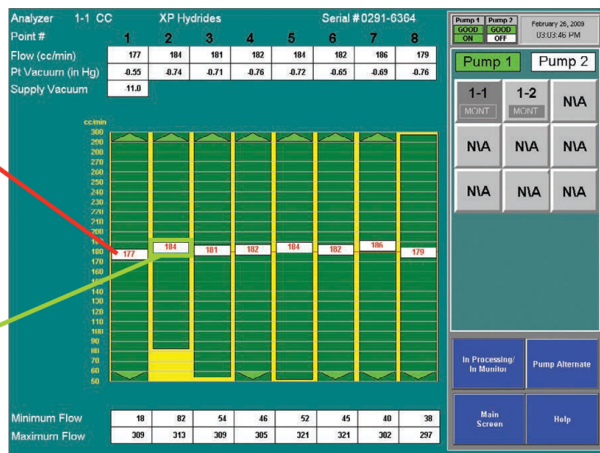 Analyzer 1-1 CC XP Hydrides Serial # 0291-6364
Point # 1 2 3 4 5 6 7 8
Flow (cc/min) 177 184 181 182 184 182 186 179
Pt Vacuum (in Hg) -0.55 -0.74 -0.71 -0.76 -0.72 -0.65 -0.69 -0.76
Supply Vacuum 11.0
cc/min
300
290
280
270
260
250
240
230
220
210
200
190
180
170
160
150
140
130
120
110
100
90
80
70
60
50
177 184 181 182 184 182 186 179
Minimum Flow 18 82 54 46 52 45 40 38
Maximum Flow 309 313 309 305 321 321 302 297
Pump 1 Pump 2
GOOD GOOD
ON OFF
February 26, 2009
03:03:46 PM
Pump 1 Pump 2
1-1 1-2 N\A
MONT MONT
N\A N\A N\A
N\A N\A N\A
In Processing/
In Monitor
Pump Alternate
Main
Screen
Help